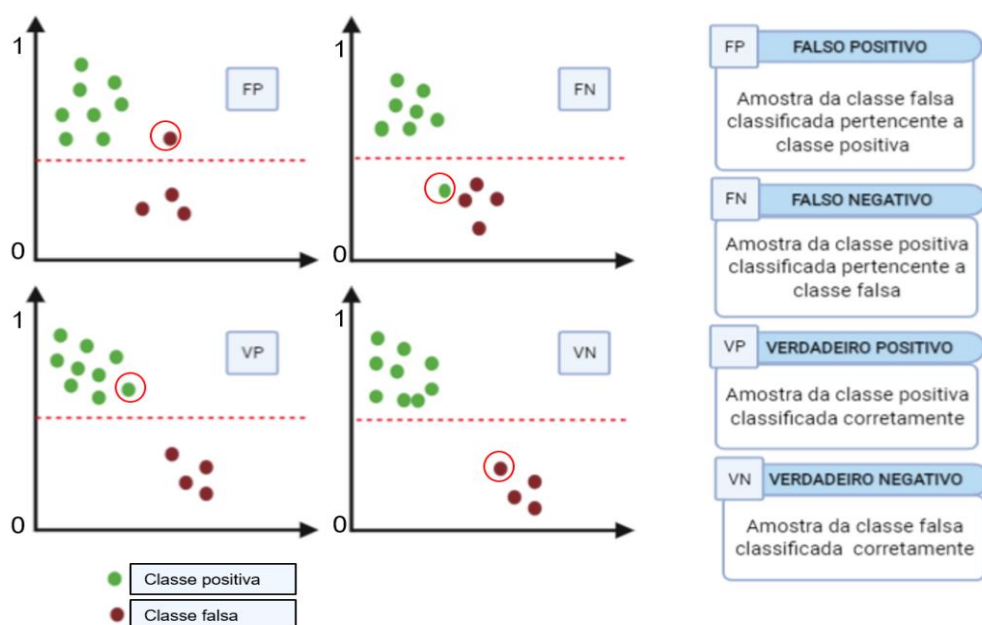 1
FP
0
1
FN
0
1
VP
0
1
VN
0
Classe positiva
Classe falsa
FP
FALSO POSITIVO
Amostra da classe falsa
classificada pertencente a
classe positiva
FN
FALSO NEGATIVO
Amostra da classe positiva
classificada pertencente a
classe falsa
VP
VERDADEIRO POSITIVO
Amostra da classe positiva
classificada corretamente
VN
VERDADEIRO NEGATIVO
Amostra da classe falsa
classificada corretamente